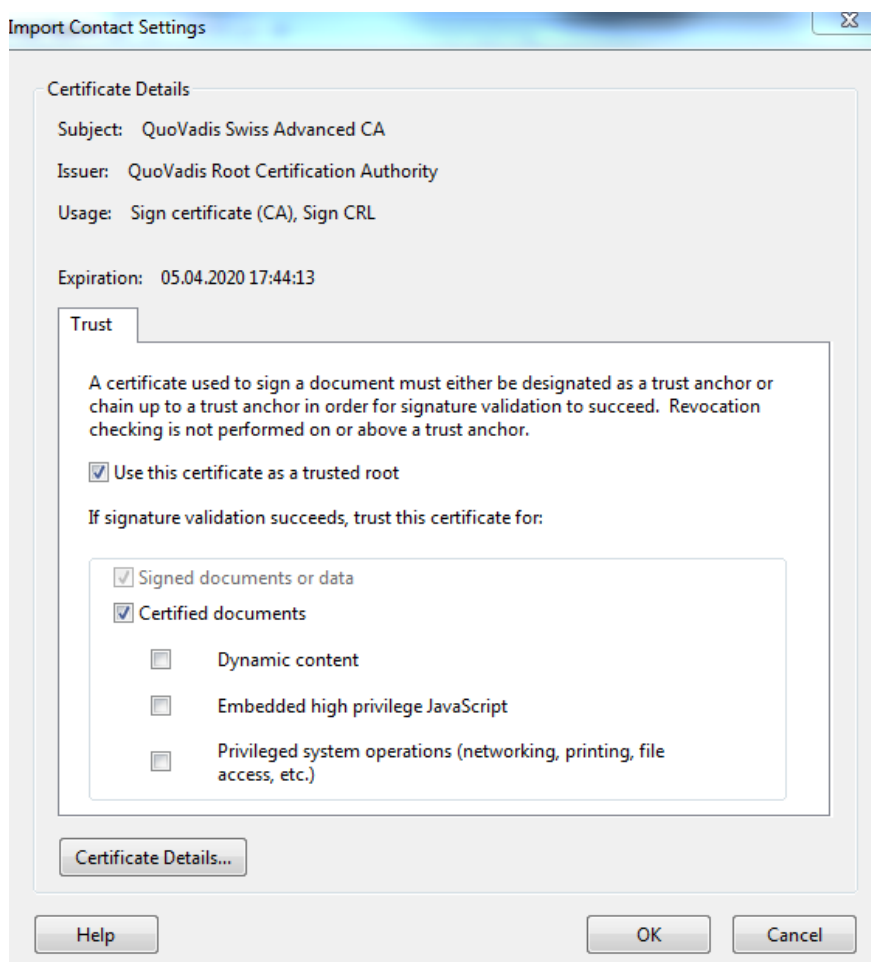 Import Contact Settings
Certificate Details
Subject: QuoVadis Swiss Advanced CA
Issuer: QuoVadis Root Certification Authority
Usage: Sign certificate (CA), Sign CRL
Expiration: 05.04.2020 17:44:13
Trust
A certificate used to sign a document must either be designated as a trust anchor or
chain up to a trust anchor in order for signature validation to succeed. Revocation
checking is not performed on or above a trust anchor.
Use this certificate as a trusted root
If signature validation succeeds, trust this certificate for:
Signed documents or data
Certified documents
Dynamic content
Embedded high privilege JavaScript
Privileged system operations (networking, printing, file
access, etc.)
Certificate Details...
Help OK Cancel